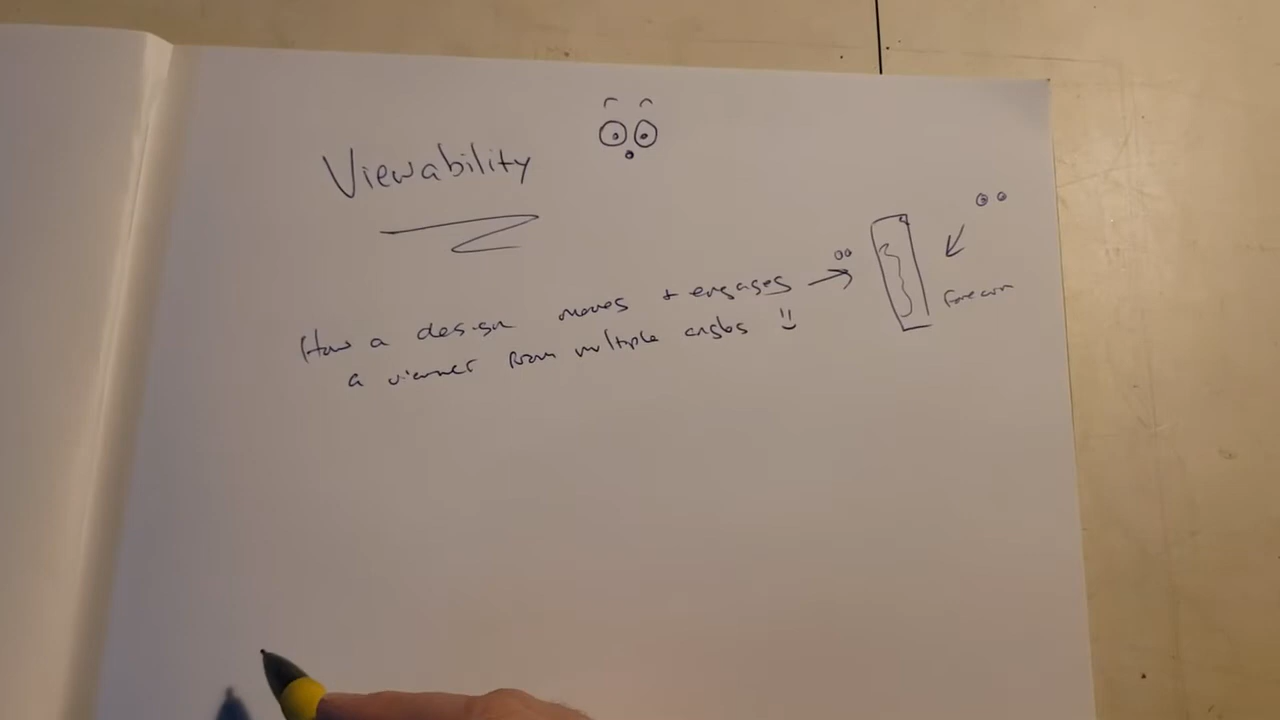 Viewability
How a design moves + engages
a viewer from multiple angles
forearm